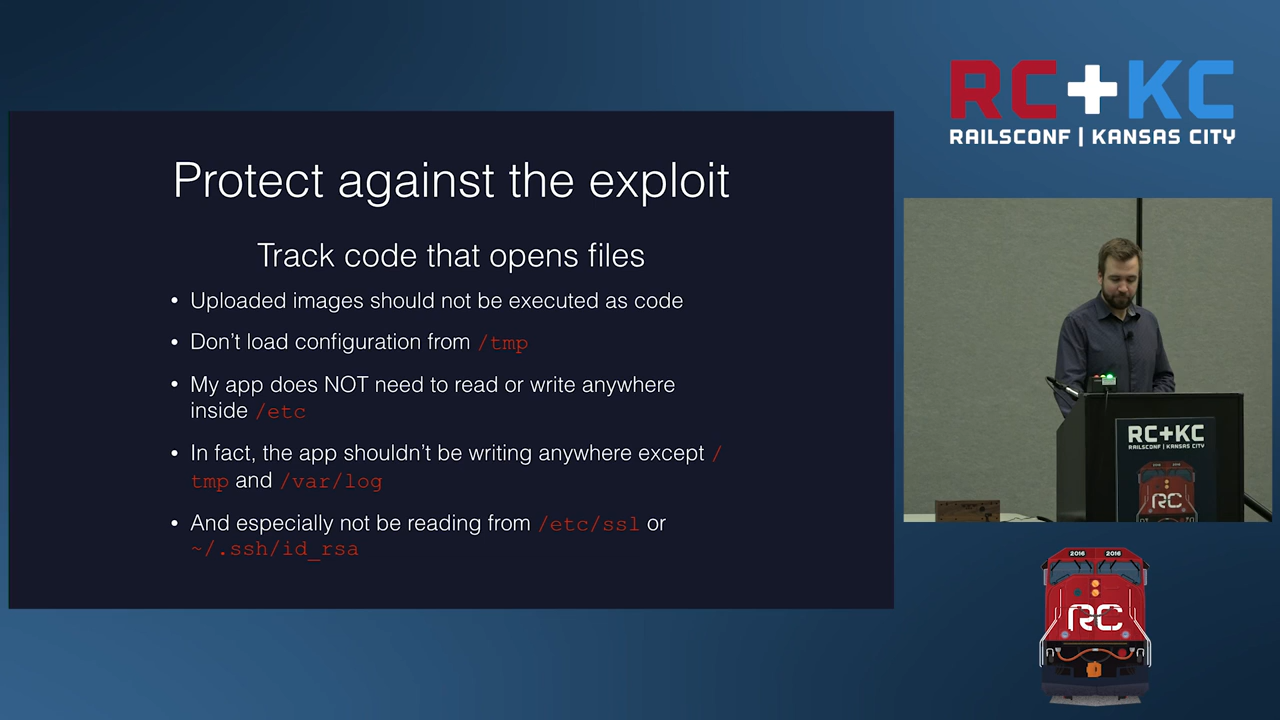 Protect against the exploit
Track code that opens files
• Uploaded images should not be executed as code
• Don’t load configuration from /tmp
• My app does NOT need to read or write anywhere
inside /etc
• In fact, the app shouldn’t be writing anywhere except /
tmp and /var/log
• And especially not be reading from /etc/ssl or
~/.ssh/id_rsa
RC+KC
RAILSCONF | KANSAS CITY
RC+KC
RAILSCONF | KANSAS CITY
RC
2016 2016
RC